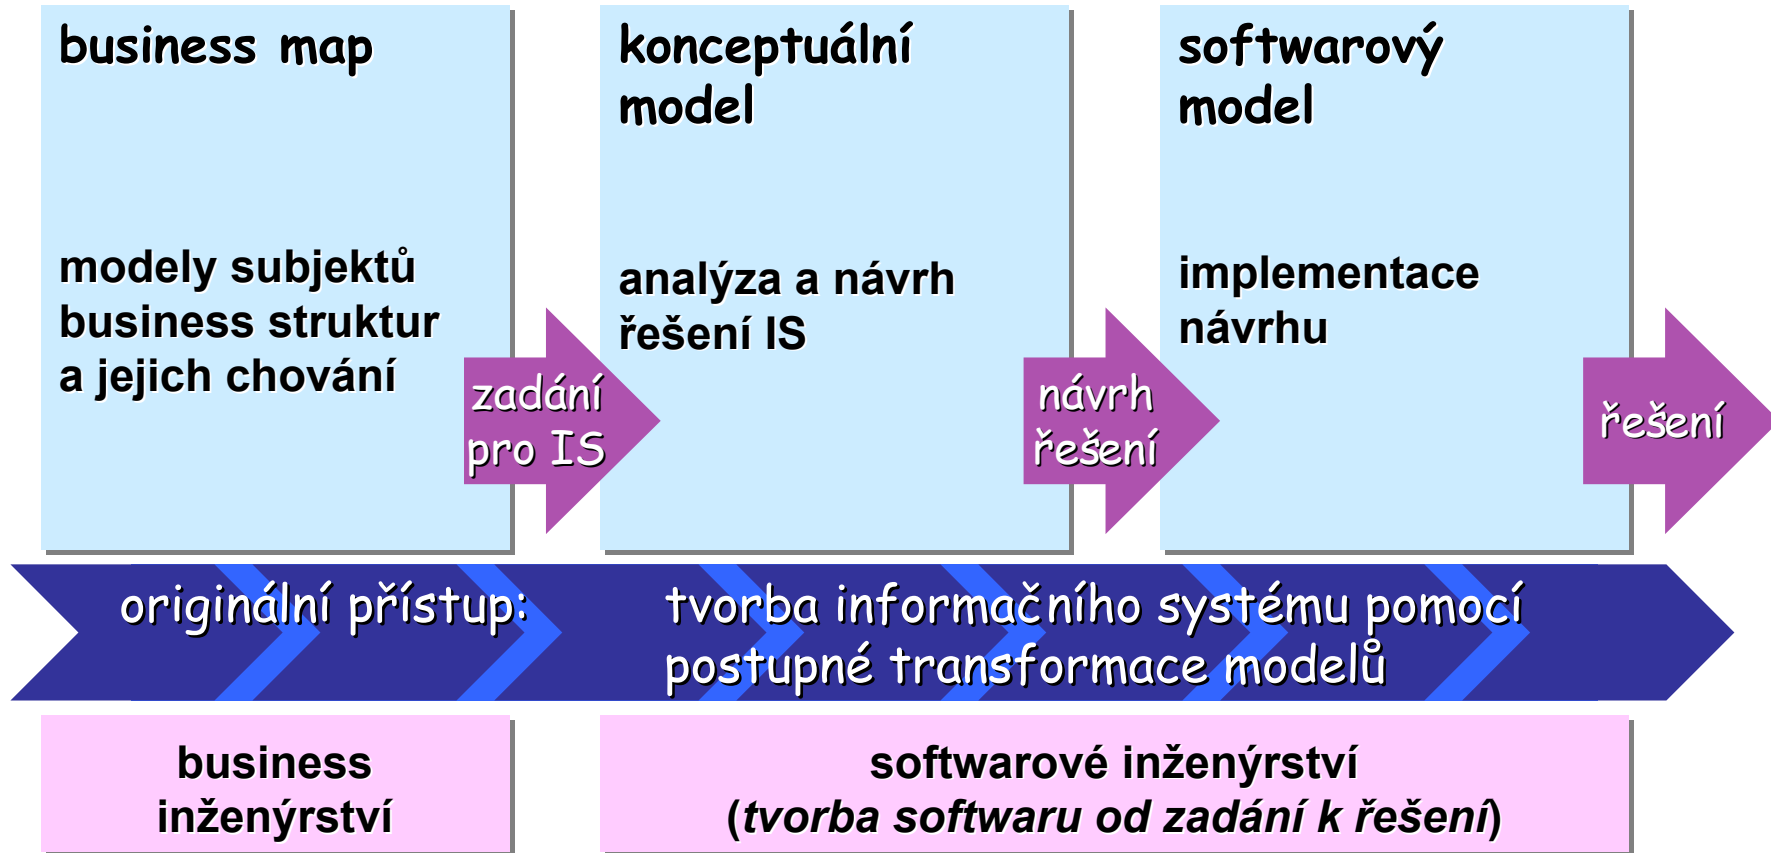 business map
modely subjektů
business struktur
a jejich chování
zadání
pro IS
konceptuální
model
analýza a návrh
řešení IS
návrh
řešení
softwarový
model
implementace
návrhu
řešení
originální přístup:
tvorba informačního systému pomocí
postupné transformace modelů
business
inženýrství
softwarové inženýrství
(tvorba softwaru od zadání k řešení)